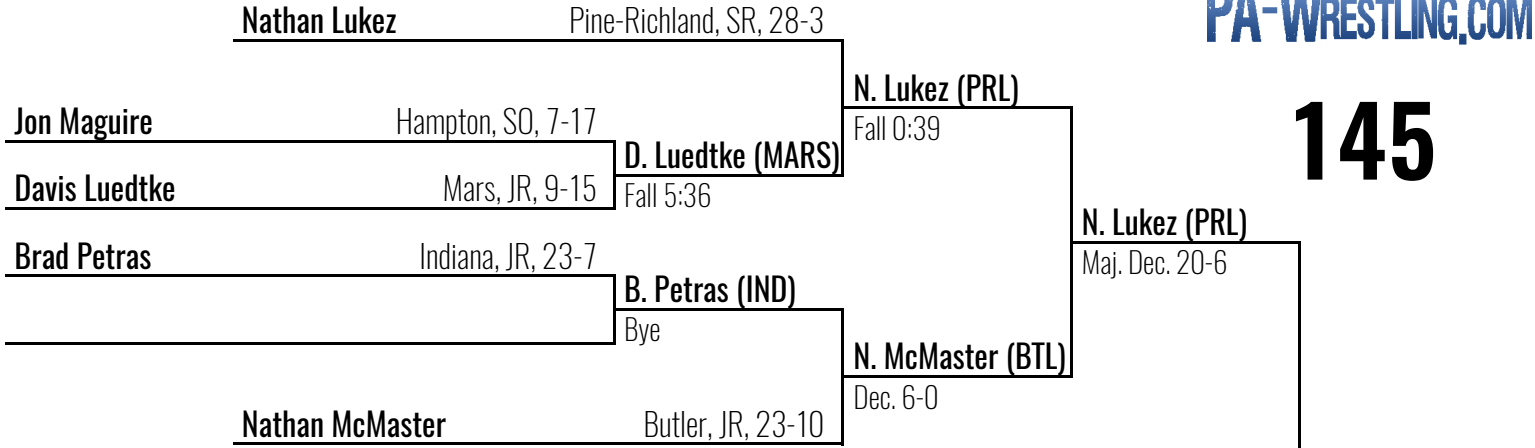 Nathan Lukez Pine-Richland, SR, 28-3
PA-WRESTLING.COM
N. Lukez (PRL)
Fall 0:39
145
Jon Maguire Hampton, SO, 7-17
D. Luedtke (MARS)
Fall 5:36
Davis Luedtke Mars, JR, 9-15
N. Lukez (PRL)
Maj. Dec. 20-6
Brad Petras Indiana, JR, 23-7
B. Petras (IND)
Bye
N. McMaster (BTL)
Dec. 6-0
Nathan McMaster Butler, JR, 23-10